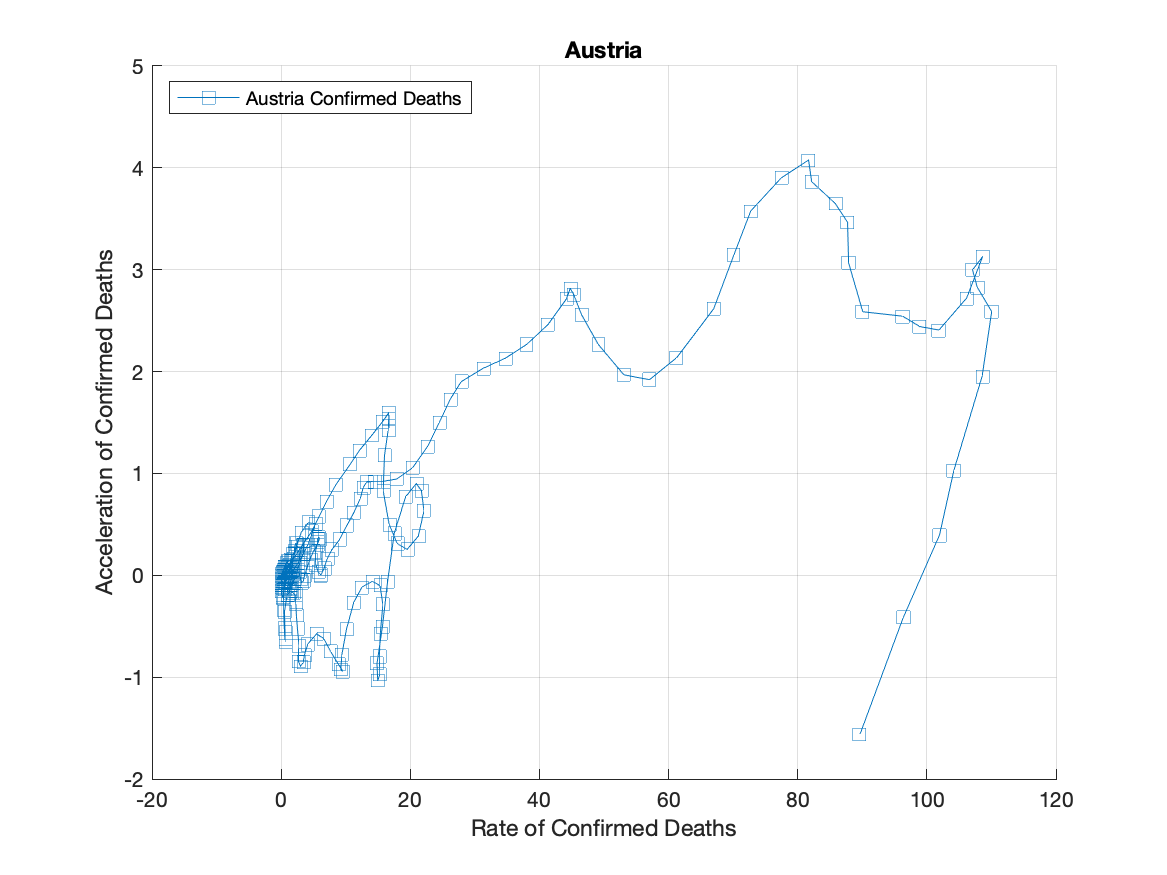 Austria
5
Austria Confirmed Deaths
4
3
2
1
0
-1
-2
Acceleration of Confirmed Deaths
-20 0 20 40 60 80 100 120
Rate of Confirmed Deaths